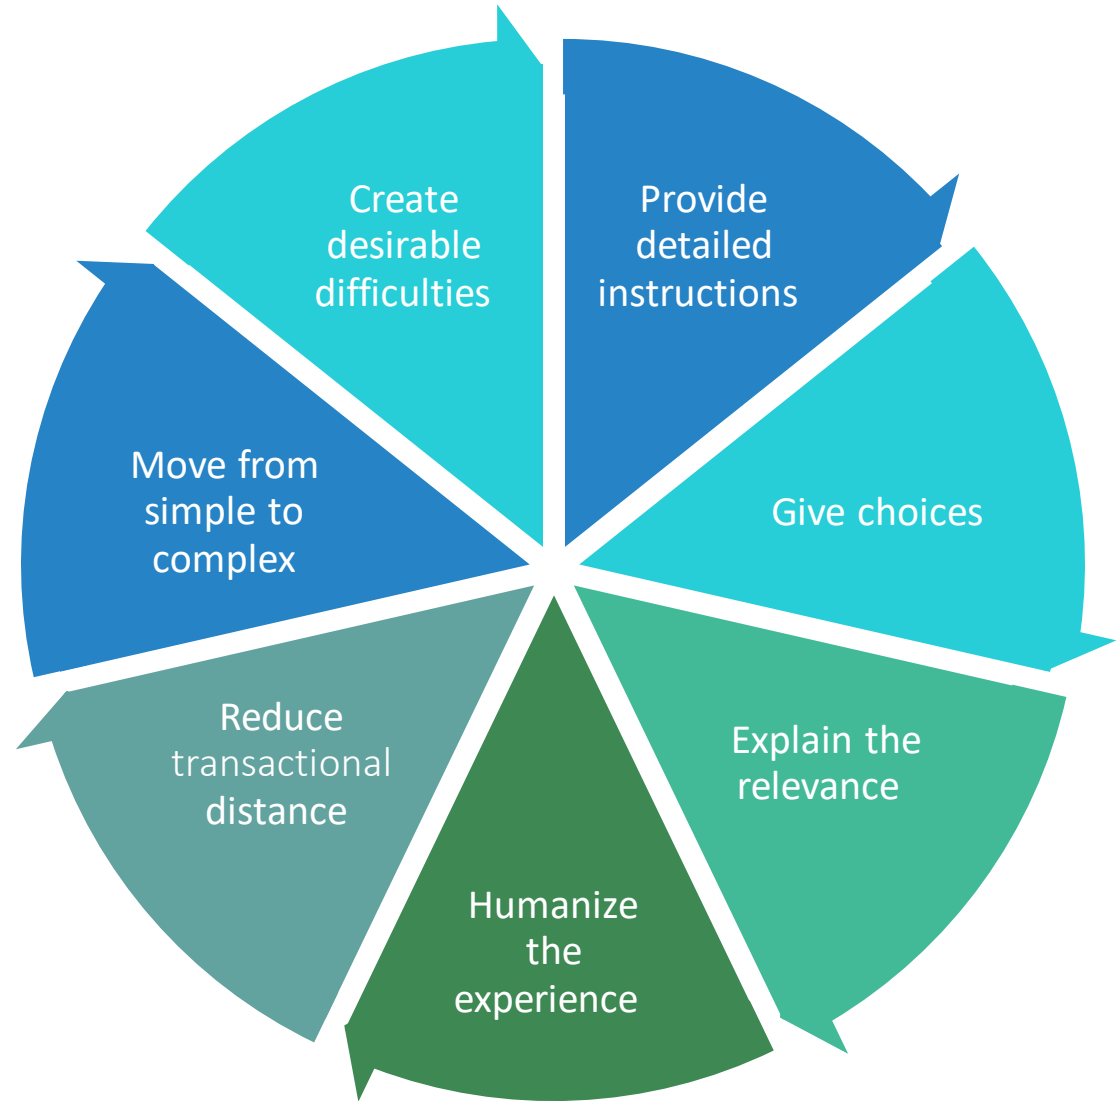 Provide
detailed
instructions
Give choices
Explain the
relevance
Humanize
the
experience
Reduce
transactional
distance
Move from
simple to
complex
Create
desirable
difficulties